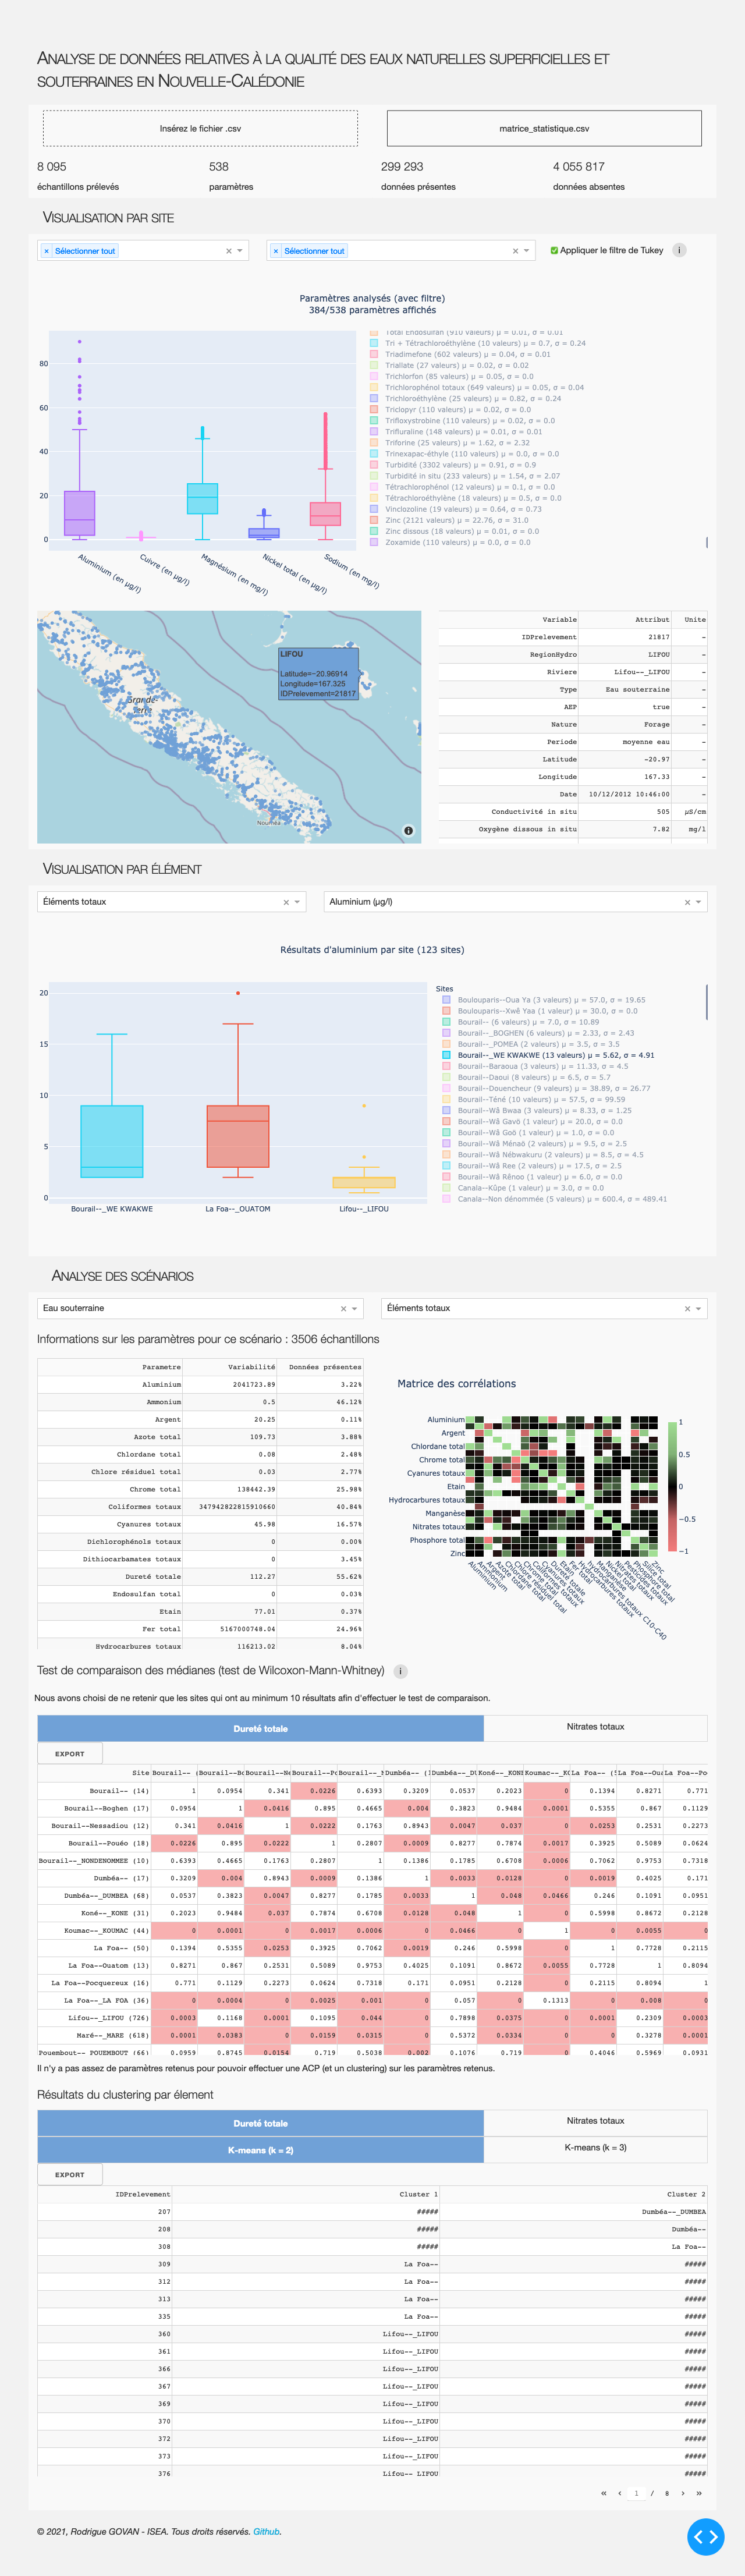 Analyse de données relatives à la qualité des eaux naturelles superficielles et
souterraines en Nouvelle-Calédonie
Insérez le fichier .csv
matrice_statistique.csv
8 095
538
299 293
4 055 817
échantillons prélevés
paramètres
données présentes
données absentes
Visualisation par site
× Sélectionner tout
× Sélectionner tout
Appliquer le filtre de Tukey
i
Paramètres analysés (avec filtre)
384/538 paramètres affichés
80
60
40
20
0
Aluminium (en µg/l)
Cuivre (en µg/l)
Magnésium (en mg/l)
Nickel total (en µg/l)
Sodium (en mg/l)
Total Endosulfan (910 valeurs) μ = 0.01, σ = 0.01
Tri + Tétrachloroéthylène (10 valeurs) μ = 0.7, σ = 0.24
Triadimefone (602 valeurs) μ = 0.04, σ = 0.01
Triallate (27 valeurs) μ = 0.02, σ = 0.02
Trichlorfon (85 valeurs) μ = 0.05, σ = 0.0
Trichlorophénol totaux (649 valeurs) μ = 0.05, σ = 0.04
Trichloroéthylène (25 valeurs) μ = 0.82, σ = 0.24
Triclopyr (110 valeurs) μ = 0.02, σ = 0.0
Trifloxystrobine (110 valeurs) μ = 0.02, σ = 0.0
Trifluraline (148 valeurs) μ = 0.01, σ = 0.01
Triforine (25 valeurs) μ = 1.62, σ = 2.32
Trinexapac-éthyle (110 valeurs) μ = 0.0, σ = 0.0
Turbidité (3302 valeurs) μ = 0.91, σ = 0.9
Turbidité in situ (233 valeurs) μ = 1.54, σ = 2.07
Tétrachlorophénol (12 valeurs) μ = 0.1, σ = 0.0
Tétrachloroéthylène (18 valeurs) μ = 0.5, σ = 0.0
Vinclozoline (19 valeurs) μ = 0.64, σ = 0.73
Zinc (2121 valeurs) μ = 22.76, σ = 31.0
Zinc dissous (18 valeurs) μ = 0.01, σ = 0.0
Zoxamide (110 valeurs) μ = 0.0, σ = 0.0
LIFOU
Latitude=−20.96914
Longitude=167.325
IDPrelevement=21817
Grande-
Terre
Nouméa
Variable Attribut Unite
IDPrelevement 21817 -
RegionHydro LIFOU -
Riviere Lifou--_LIFOU -
Type Eau souterraine -
AEP true -
Nature Forage -
Periode moyenne eau -
Latitude -20.97 -
Longitude 167.33 -
Date 10/12/2012 10:46:00 -
Conductivité in situ 505 µS/cm
Oxygène dissous in situ 7.82 mg/l
Visualisation par élément
Éléments totaux
Aluminium (µg/l)
Résultats d'aluminium par site (123 sites)
20
15
10
5
0
Bourail--_WE KWAKWE
La Foa--_OUATOM
Lifou--_LIFOU
Sites
Boulouparis--Oua Ya (3 valeurs) μ = 57.0, σ = 19.65
Boulouparis--Xwê Yaa (1 valeur) μ = 30.0, σ = 0.0
Bourail-- (6 valeurs) μ = 7.0, σ = 10.89
Bourail--_BOGHEN (6 valeurs) μ = 2.33, σ = 2.43
Bourail--_POMEA (2 valeurs) μ = 3.5, σ = 3.5
Bourail--_WE KWAKWE (13 valeurs) μ = 5.62, σ = 4.91
Bourail--Baraoua (3 valeurs) μ = 11.33, σ = 4.5
Bourail--Daoui (8 valeurs) μ = 6.5, σ = 5.7
Bourail--Douencheur (9 valeurs) μ = 38.89, σ = 26.77
Bourail--Téné (10 valeurs) μ = 57.5, σ = 99.59
Bourail--Wâ Bwaa (3 valeurs) μ = 8.33, σ = 1.25
Bourail--Wâ Gavö (1 valeur) μ = 20.0, σ = 0.0
Bourail--Wâ Goö (1 valeur) μ = 1.0, σ = 0.0
Bourail--Wâ Ménaö (2 valeurs) μ = 9.5, σ = 2.5
Bourail--Wâ Nébwakuru (2 valeurs) μ = 8.5, σ = 4.5
Bourail--Wâ Ree (2 valeurs) μ = 17.5, σ = 2.5
Bourail--Wâ Rênoo (1 valeur) μ = 6.0, σ = 0.0
Canala--Kûpe (1 valeur) μ = 3.0, σ = 0.0
Canala--Non dénommée (5 valeurs) μ = 600.4, σ = 489.41
Analyse des scénarios
Eau souterraine
Éléments totaux
Informations sur les paramètres pour ce scénario : 3506 échantillons
Parametre Variabilité Données présentes
Aluminium 2041723.89 3.22%
Ammonium 0.5 46.12%
Argent 20.25 0.11%
Azote total 109.73 3.88%
Chlordane total 0.08 2.48%
Chlore résiduel total 0.03 2.77%
Chrome total 138442.39 25.98%
Coliformes totaux 347942822815910660 40.84%
Cyanures totaux 45.98 16.57%
Dichlorophénols totaux 0 0.00%
Dithiocarbamates totaux 0 3.45%
Dureté totale 112.27 55.62%
Endosulfan total 0 0.03%
Etain 77.01 0.37%
Fer total 5167000748.04 24.96%
Hydrocarbures totaux 116213.02 8.04%
Matrice des corrélations
Aluminium
Argent
Chlordane total
Chrome total
Cyanures totaux
Etain
Hydrocarbures totaux
Manganèse
Nitrates totaux
Phosphore total
Zinc
1
0.5
0
−0.5
−1
Aluminium
Ammonium
Argent
Azote total
Chlordane total
Chlore résiduel total
Chrome total
Coliformes totaux
Cyanures totaux
Dureté totale
Etain
Fer total
Hydrocarbures totaux
Hydrocarbures totaux C10-C40
Manganèse
Nickel total
Nitrates totaux
Pesticides totaux
Phosphore total
Silice total
Zinc
Test de comparaison des médianes (test de Wilcoxon-Mann-Whitney)
i
Nous avons choisi de ne retenir que les sites qui ont au minimum 10 résultats afin d'effectuer le test de comparaison.
Dureté totale
Nitrates totaux
EXPORT
Site Bourail-- Bourail--Bo Bourail--Ne Bourail--Po Bourail--_ Dumbéa-- Dumbéa--_DU Koné--_KONE Koumac--_KO La Foa-- La Foa--Oua La Foa--Po
Bourail-- (14) 1 0.0954 0.341 0.0226 0.6393 0.3209 0.0537 0.2023 0 0.1394 0.8271 0.771
Bourail--Boghen (17) 0.0954 1 0.0416 0.895 0.4665 0.004 0.3823 0.9484 0.0001 0.5355 0.867 0.1129
Bourail--Nessadiou (12) 0.341 0.0416 1 0.0222 0.1763 0.8943 0.0047 0.037 0 0.0253 0.2531 0.2273
Bourail--Pouéo (18) 0.0226 0.895 0.0222 1 0.2807 0.0009 0.8277 0.7874 0.0017 0.3925 0.5089 0.0624
Bourail--_NONDENOMMEE (10) 0.6393 0.4665 0.1763 0.2807 1 0.1386 0.1785 0.6708 0.0006 0.7062 0.9753 0.7318
Dumbéa-- (17) 0.3209 0.004 0.8943 0.0009 0.1386 1 0.0033 0.0128 0 0.0019 0.4025 0.171
Dumbéa--_DUMBEA (68) 0.0537 0.3823 0.0047 0.8277 0.1785 0.0033 1 0.048 0.0466 0.246 0.1091 0.0951
Koné--_KONE (31) 0.2023 0.9484 0.037 0.7874 0.6708 0.0128 0.048 1 0 0.5998 0.8672 0.2128
Koumac--_KOUMAC (44) 0 0.0001 0 0.0017 0.0006 0 0.0466 0 1 0 0.0055 0
La Foa-- (50) 0.1394 0.5355 0.0253 0.3925 0.7062 0.0019 0.246 0.5998 0 1 0.7728 0.2115
La Foa--Ouatom (13) 0.8271 0.867 0.2531 0.5089 0.9753 0.4025 0.1091 0.8672 0.0055 0.7728 1 0.8094
La Foa--Pocquereux (16) 0.771 0.1129 0.2273 0.0624 0.7318 0.171 0.0951 0.2128 0 0.2115 0.8094 1
La Foa--_LA FOA (36) 0 0.0004 0 0.0025 0.001 0 0.057 0 0.1313 0 0.008 0
Lifou--_LIFOU (726) 0.0003 0.1168 0.0001 0.1095 0.044 0 0.7898 0.0375 0 0.0001 0.2309 0.0003
Maré--_MARE (618) 0.0001 0.0383 0 0.0159 0.0315 0 0.5372 0.0334 0 0 0.3278 0.0001
Pouembout--_POUEMBOUT (66) 0.0959 0.8745 0.0154 0.719 0.5038 0.002 0.1076 0.719 0 0.4046 0.5969 0.0931
Il n'y a pas assez de paramètres retenus pour pouvoir effectuer une ACP (et un clustering) sur les paramètres retenus.
Résultats du clustering par élement
Dureté totale
Nitrates totaux
K-means (k = 2)
K-means (k = 3)
EXPORT
IDPrelevement Cluster 1 Cluster 2
207 ##### Dumbéa--_DUMBEA
208 ##### Dumbéa--
308 ##### La Foa--
309 La Foa-- #####
312 La Foa-- #####
313 La Foa-- #####
335 La Foa-- #####
360 Lifou--_LIFOU #####
361 Lifou--_LIFOU #####
366 Lifou--_LIFOU #####
367 Lifou--_LIFOU #####
369 Lifou--_LIFOU #####
370 Lifou--_LIFOU #####
372 Lifou--_LIFOU #####
373 Lifou--_LIFOU #####
376 Lifou--_LIFOU #####
« ‹ 1 / 8 › »
© 2021, Rodrigue GOVAN - ISEA. Tous droits réservés. Github.